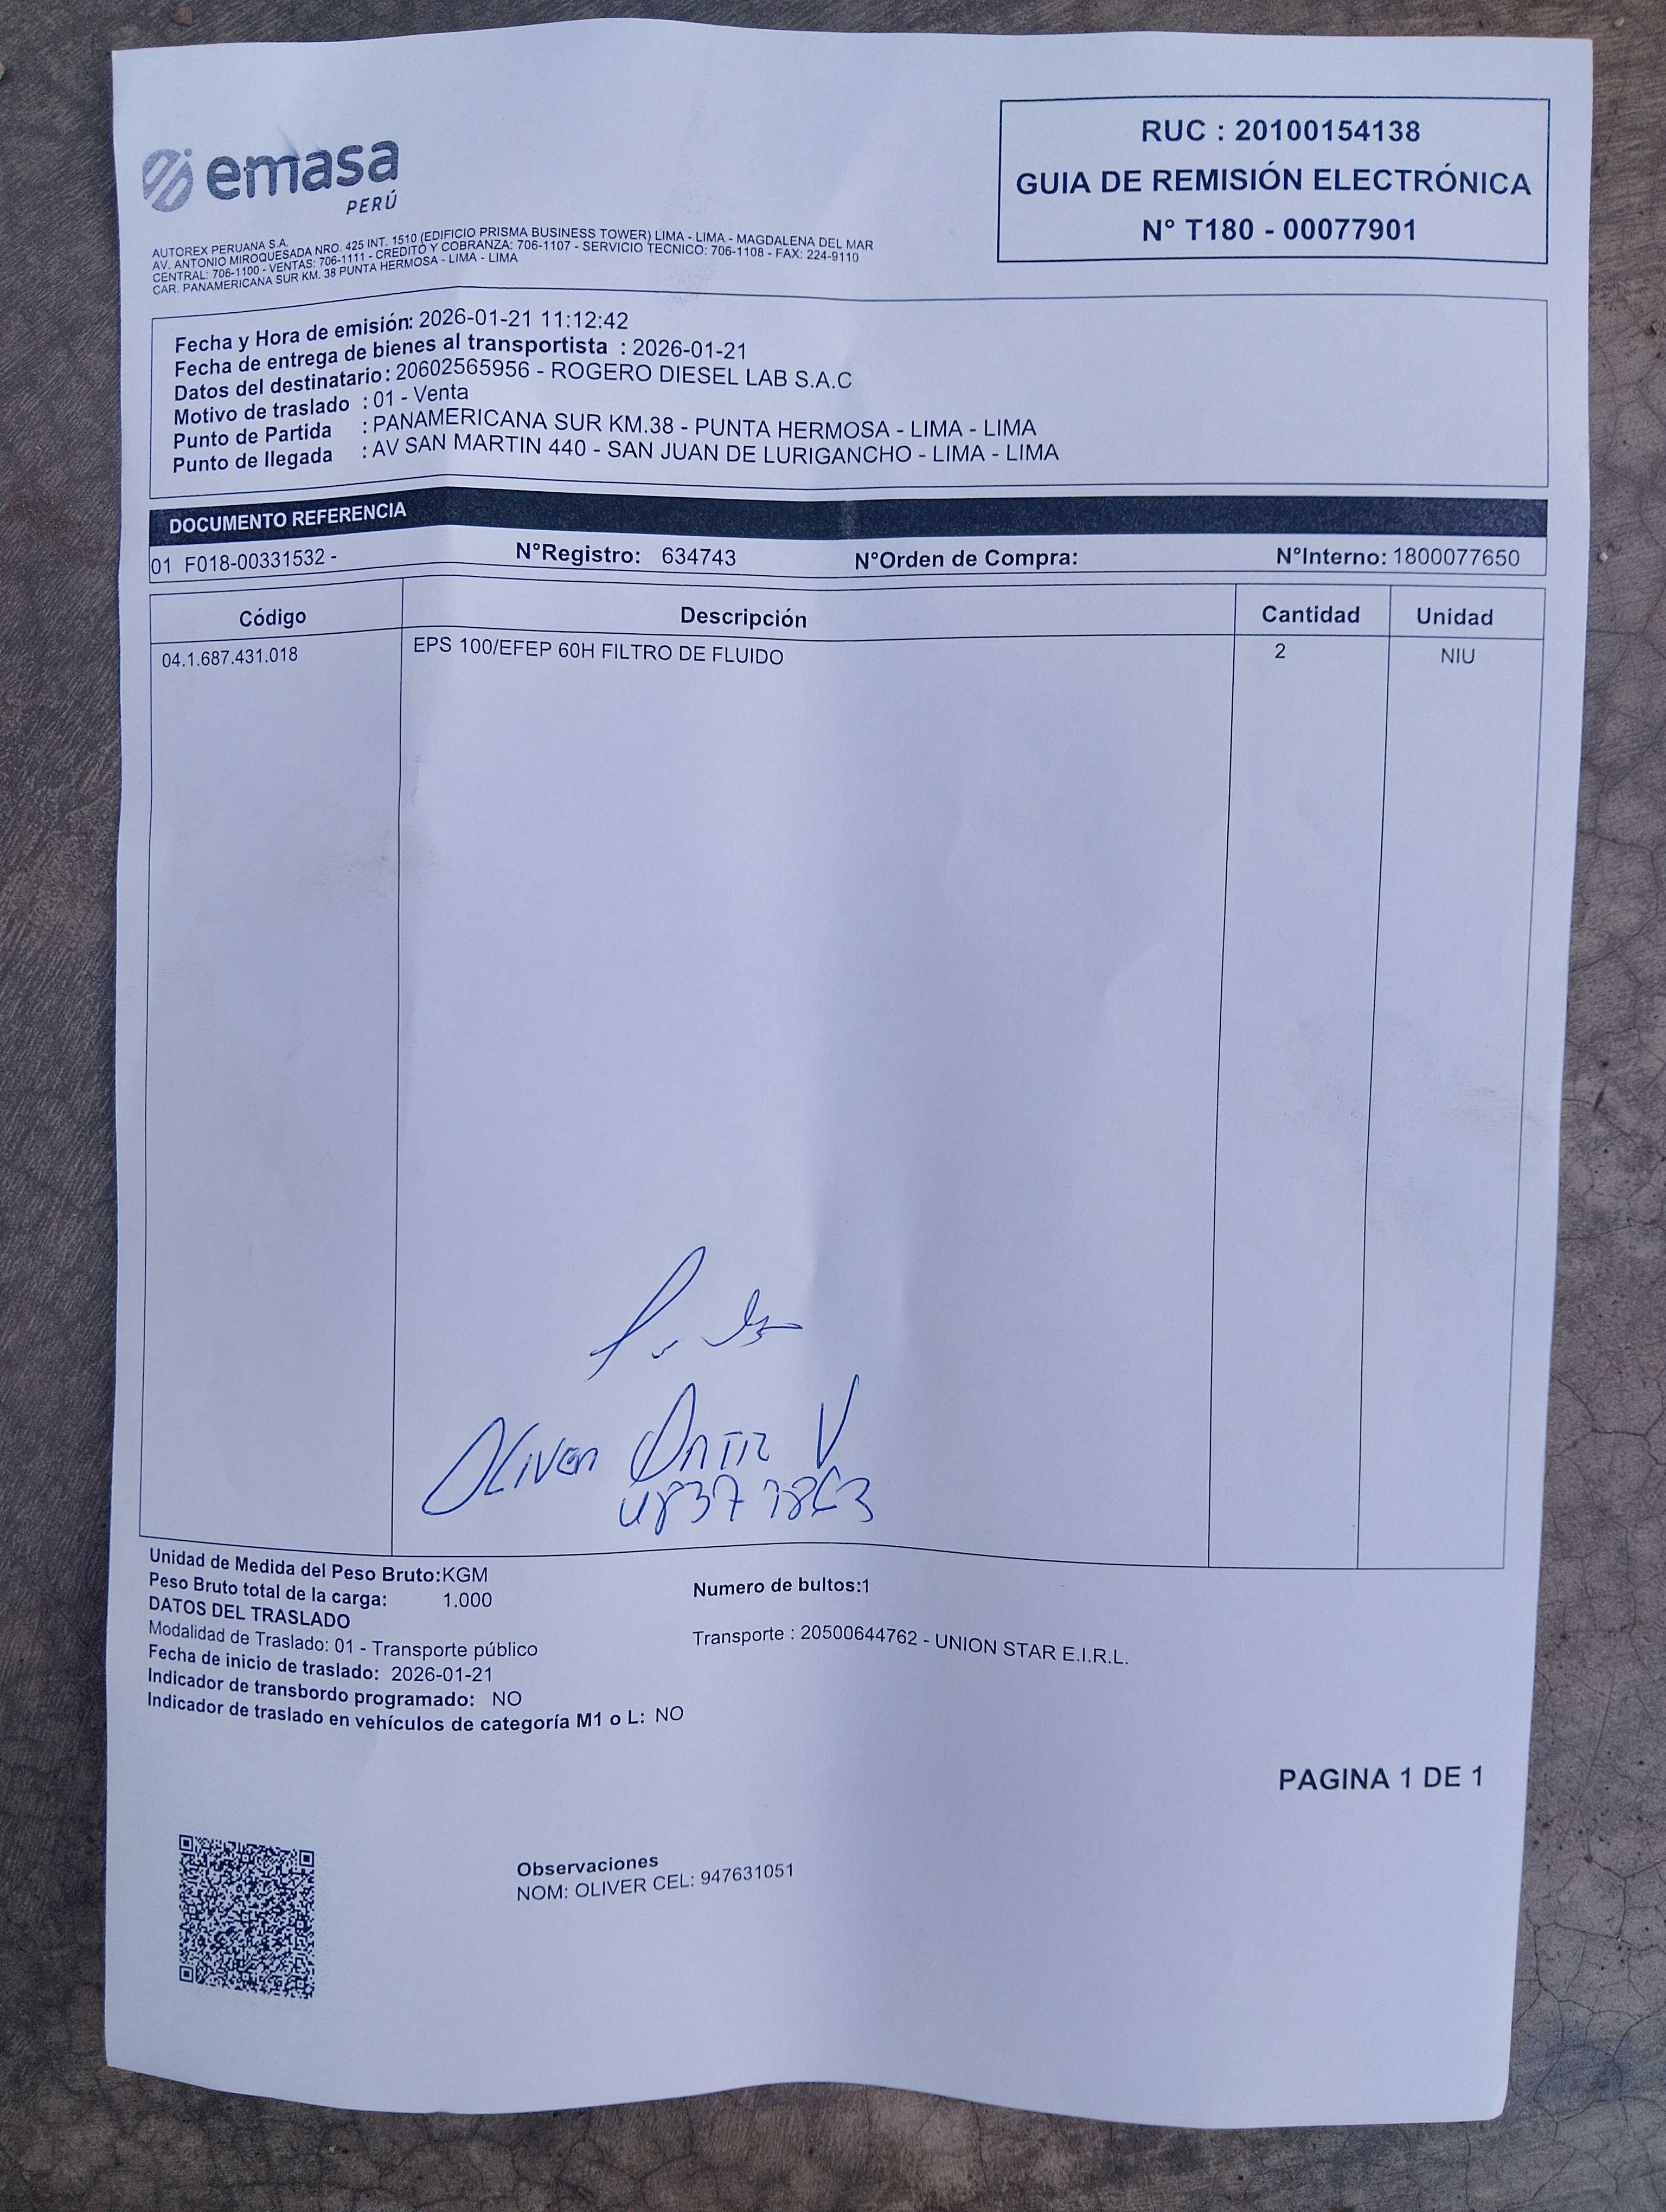 emasa
PERÚ
RUC : 20100154138
GUIA DE REMISIÓN ELECTRÓNICA
N° T180 - 00077901
AUTOREX PERUANA S.A.
AV. ANTONIO MIROQUESADA NRO. 425 INT. 1510 (EDIFICIO PRISMA BUSINESS TOWER) LIMA - LIMA - MAGDALENA DEL MAR
CENTRAL: 706-1100 - VENTAS: 706-1111 - CREDITO Y COBRANZA: 706-1107 - SERVICIO TECNICO: 706-1108 - FAX: 224-9110
CAR. PANAMERICANA SUR KM. 38 PUNTA HERMOSA - LIMA - LIMA
Fecha y Hora de emisión: 2026-01-21 11:12:42
Fecha de entrega de bienes al transportista : 2026-01-21
Datos del destinatario: 20602565956 - ROGERO DIESEL LAB S.A.C
Motivo de traslado : 01 - Venta
Punto de Partida : PANAMERICANA SUR KM.38 - PUNTA HERMOSA - LIMA - LIMA
Punto de llegada : AV SAN MARTIN 440 - SAN JUAN DE LURIGANCHO - LIMA - LIMA
DOCUMENTO REFERENCIA
01 F018-00331532 - N°Registro: 634743 N°Orden de Compra: N°Interno: 1800077650
Código Descripción Cantidad Unidad
04.1.687.431.018 EPS 100/EFEP 60H FILTRO DE FLUIDO 2 NIU
Oliver Ortiz V
Unidad de Medida del Peso Bruto:KGM
Peso Bruto total de la carga: 1.000 Numero de bultos:1
DATOS DEL TRASLADO
Modalidad de Traslado: 01 - Transporte público Transporte : 20500644762 - UNION STAR E.I.R.L.
Fecha de inicio de traslado: 2026-01-21
Indicador de transbordo programado: NO
Indicador de traslado en vehículos de categoría M1 o L: NO
PAGINA 1 DE 1
Observaciones
NOM: OLIVER CEL: 947631051